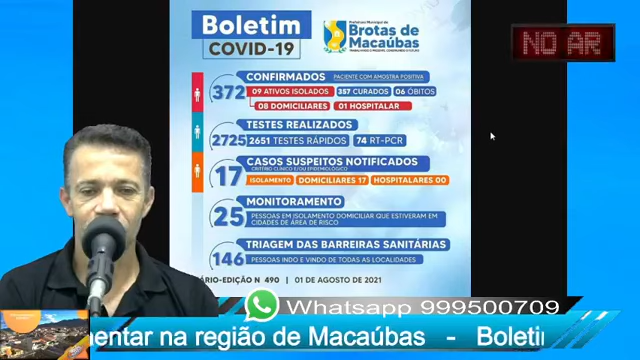 Boletim
COVID-19
Prefeitura Municipal de
Brotas de
Macaúbas
NO AR
372
CONFIRMADOS
PACIENTE COM AMOSTRA POSITIVA
09 ATIVOS ISOLADOS
357 CURADOS
06 ÓBITOS
08 DOMICILIARES
01 HOSPITALAR
2725
TESTES REALIZADOS
2651 TESTES RÁPIDOS
74 RT-PCR
17
CASOS SUSPEITOS NOTIFICADOS
CRITÉRIO CLÍNICO E/OU EPIDEMIOLÓGICO
ISOLAMENTO
DOMICILIARES 17
HOSPITALARES 00
25
MONITORAMENTO
PESSOAS EM ISOLAMENTO DOMICILIAR QUE ESTIVERAM EM
CIDADES DE ÁREA DE RISCO
146
TRIAGEM DAS BARREIRAS SANITÁRIAS
PESSOAS INDO E VINDO DE TODAS AS LOCALIDADES
ÁRIO-EDIÇÃO N 490 | 01 DE AGOSTO DE 2021
Whatsapp 999500709
mentar na região de Macaúbas - Boletin